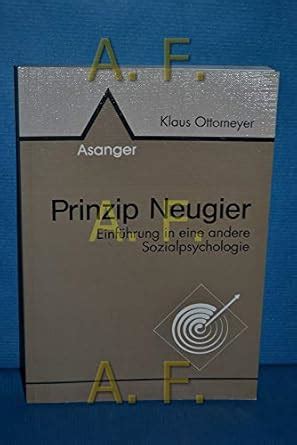 A. F.
Klaus Ottomeyer
Asanger
A. F.
Prinzip Neugier
A. F.
Einführung in eine andere
Sozialpsychologie
A. F.